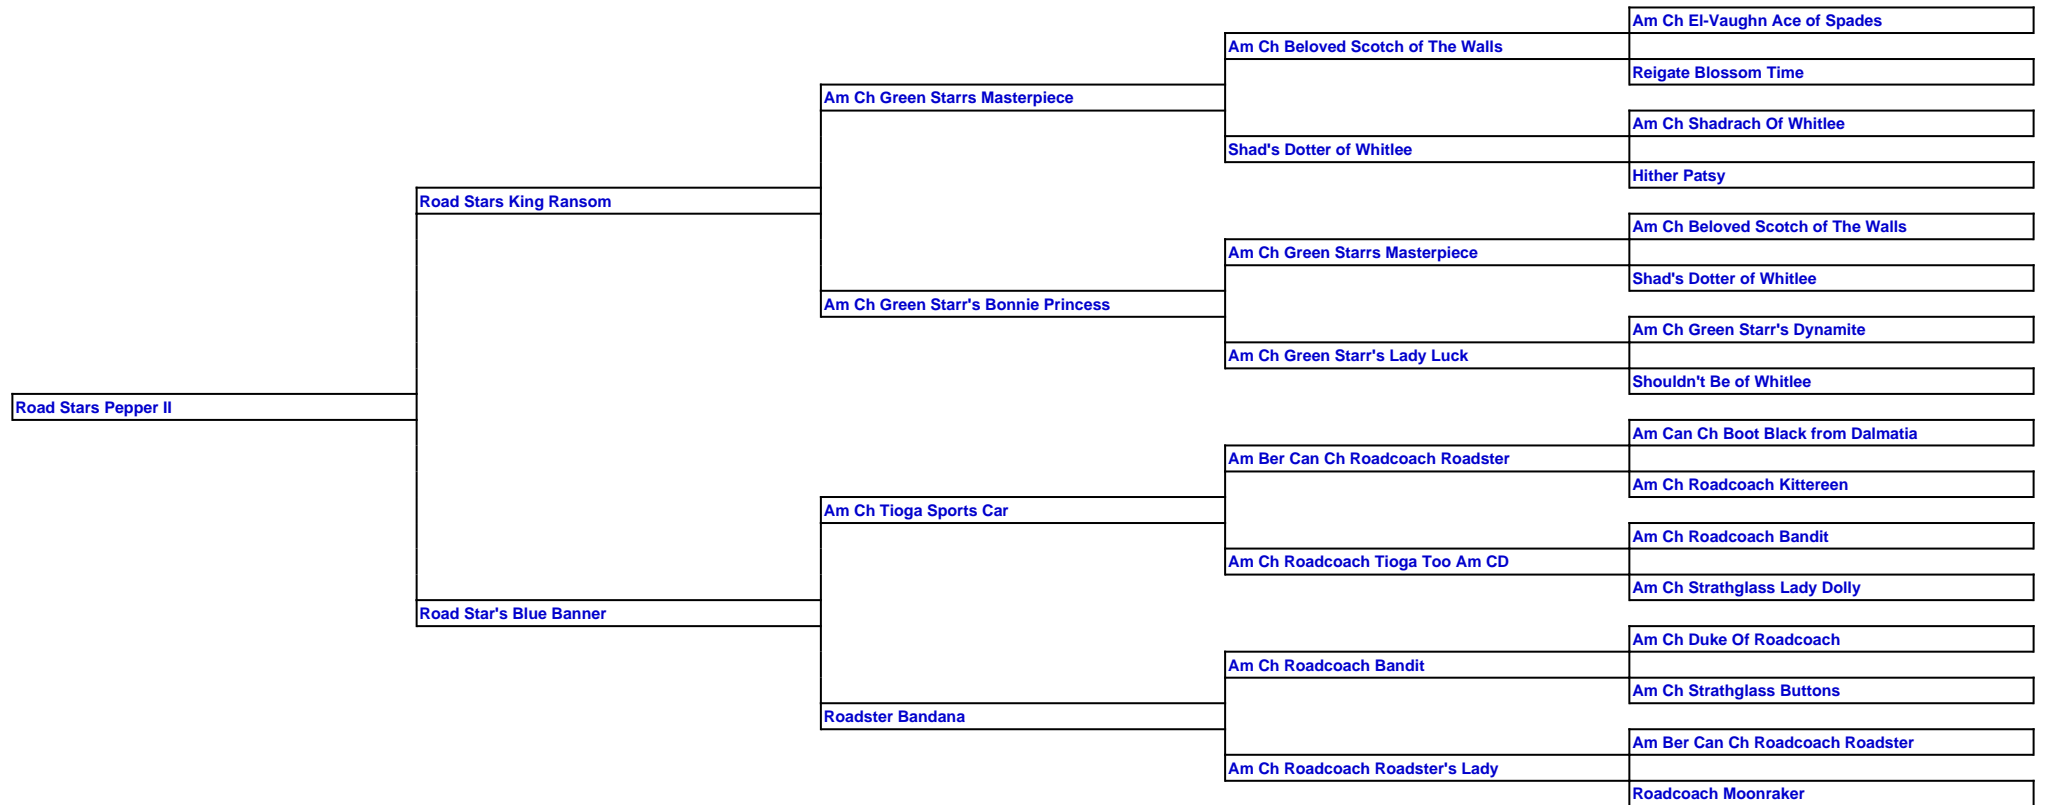 Am Ch El-Vaughn Ace of Spades
Am Ch Beloved Scotch of The Walls
Reigate Blossom Time
Am Ch Green Starrs Masterpiece
Am Ch Shadrach Of Whitlee
Shad's Dotter of Whitlee
Hither Patsy
Road Stars King Ransom
Am Ch Beloved Scotch of The Walls
Am Ch Green Starrs Masterpiece
Shad's Dotter of Whitlee
Am Ch Green Starr's Bonnie Princess
Am Ch Green Starr's Dynamite
Am Ch Green Starr's Lady Luck
Shouldn't Be of Whitlee
Road Stars Pepper II
Am Can Ch Boot Black from Dalmatia
Am Ber Can Ch Roadcoach Roadster
Am Ch Roadcoach Kittereen
Am Ch Tioga Sports Car
Am Ch Roadcoach Bandit
Am Ch Roadcoach Tioga Too Am CD
Am Ch Strathglass Lady Dolly
Road Star's Blue Banner
Am Ch Duke Of Roadcoach
Am Ch Roadcoach Bandit
Am Ch Strathglass Buttons
Roadster Bandana
Am Ber Can Ch Roadcoach Roadster
Am Ch Roadcoach Roadster's Lady
Roadcoach Moonraker